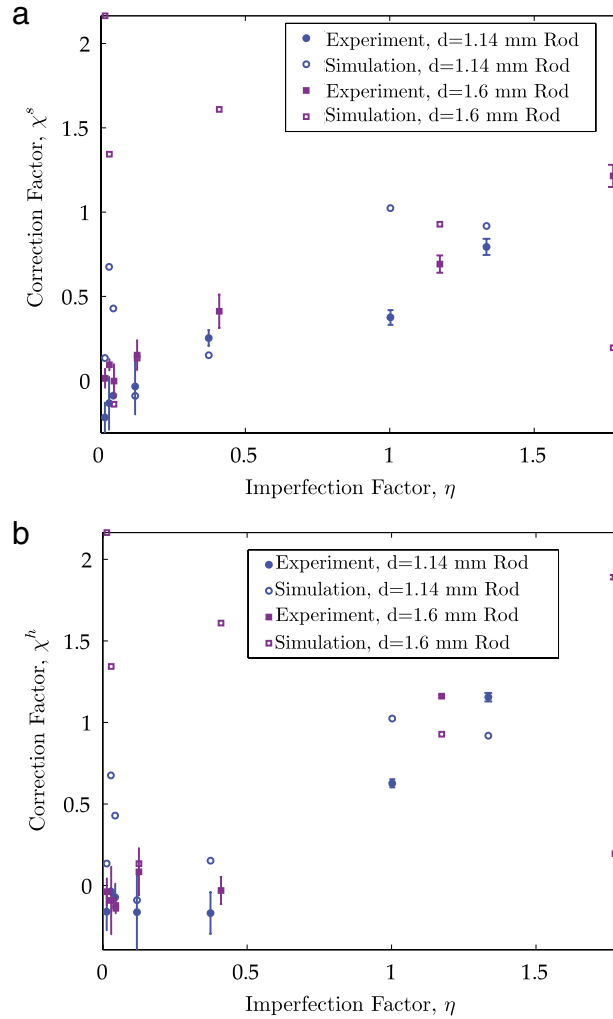 a
2
1.5
1
0.5
0
Correction Factor, χ^s
Experiment, d=1.14 mm Rod
Simulation, d=1.14 mm Rod
Experiment, d=1.6 mm Rod
Simulation, d=1.6 mm Rod
0 0.5 1 1.5
Imperfection Factor, η
b
2
1.5
1
0.5
0
Correction Factor, χ^h
Experiment, d=1.14 mm Rod
Simulation, d=1.14 mm Rod
Experiment, d=1.6 mm Rod
Simulation, d=1.6 mm Rod
0 0.5 1 1.5
Imperfection Factor, η